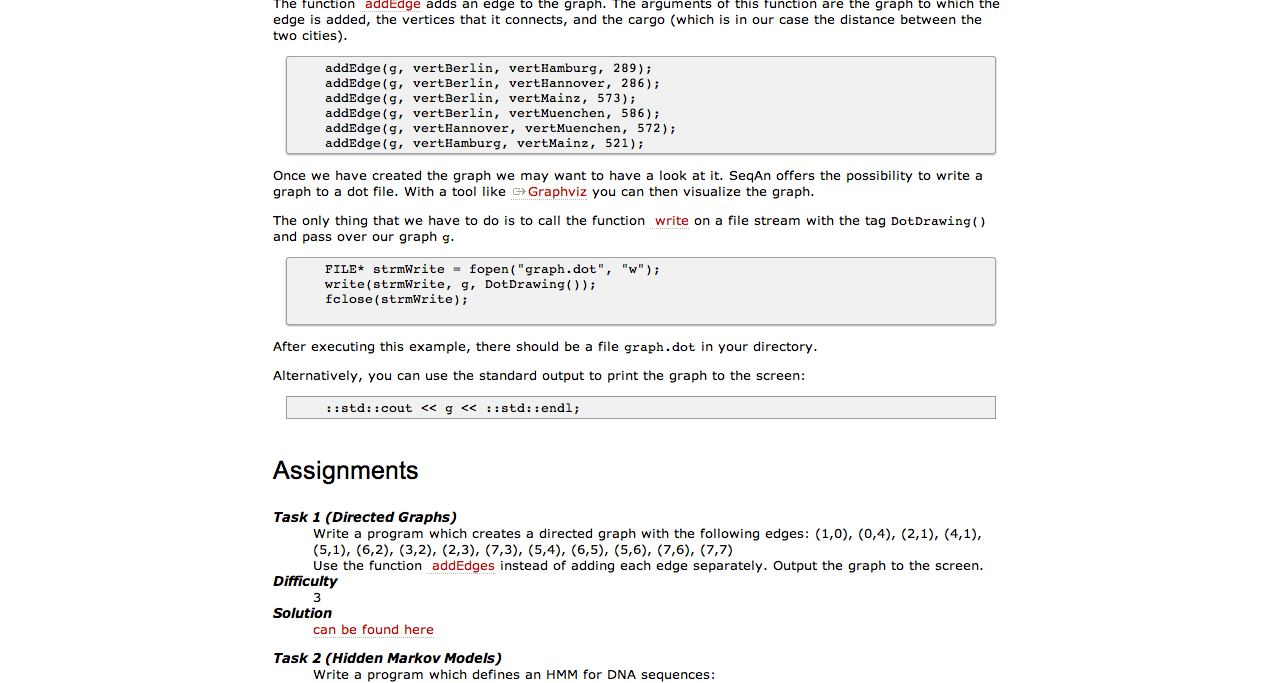 The function addEdge adds an edge to the graph. The arguments of this function are the graph to which the
edge is added, the vertices that it connects, and the cargo (which is in our case the distance between the
two cities).
addEdge(g, vertBerlin, vertHamburg, 289);
addEdge(g, vertBerlin, vertHannover, 286);
addEdge(g, vertBerlin, vertMainz, 573);
addEdge(g, vertBerlin, vertMuenchen, 586);
addEdge(g, vertHannover, vertMuenchen, 572);
addEdge(g, vertHamburg, vertMainz, 521);
Once we have created the graph we may want to have a look at it. SeqAn offers the possibility to write a
graph to a dot file. With a tool like Graphviz you can then visualize the graph.
The only thing that we have to do is to call the function write on a file stream with the tag DotDrawing()
and pass over our graph g.
FILE* strmWrite = fopen("graph.dot", "w");
write(strmWrite, g, DotDrawing());
fclose(strmWrite);
After executing this example, there should be a file graph.dot in your directory.
Alternatively, you can use the standard output to print the graph to the screen:
::std::cout << g << ::std::endl;
Assignments
Task 1 (Directed Graphs)
Write a program which creates a directed graph with the following edges: (1,0), (0,4), (2,1), (4,1),
(5,1), (6,2), (3,2), (2,3), (7,3), (5,4), (6,5), (5,6), (7,6), (7,7)
Use the function addEdges instead of adding each edge separately. Output the graph to the screen.
Difficulty
3
Solution
can be found here
Task 2 (Hidden Markov Models)
Write a program which defines an HMM for DNA sequences: